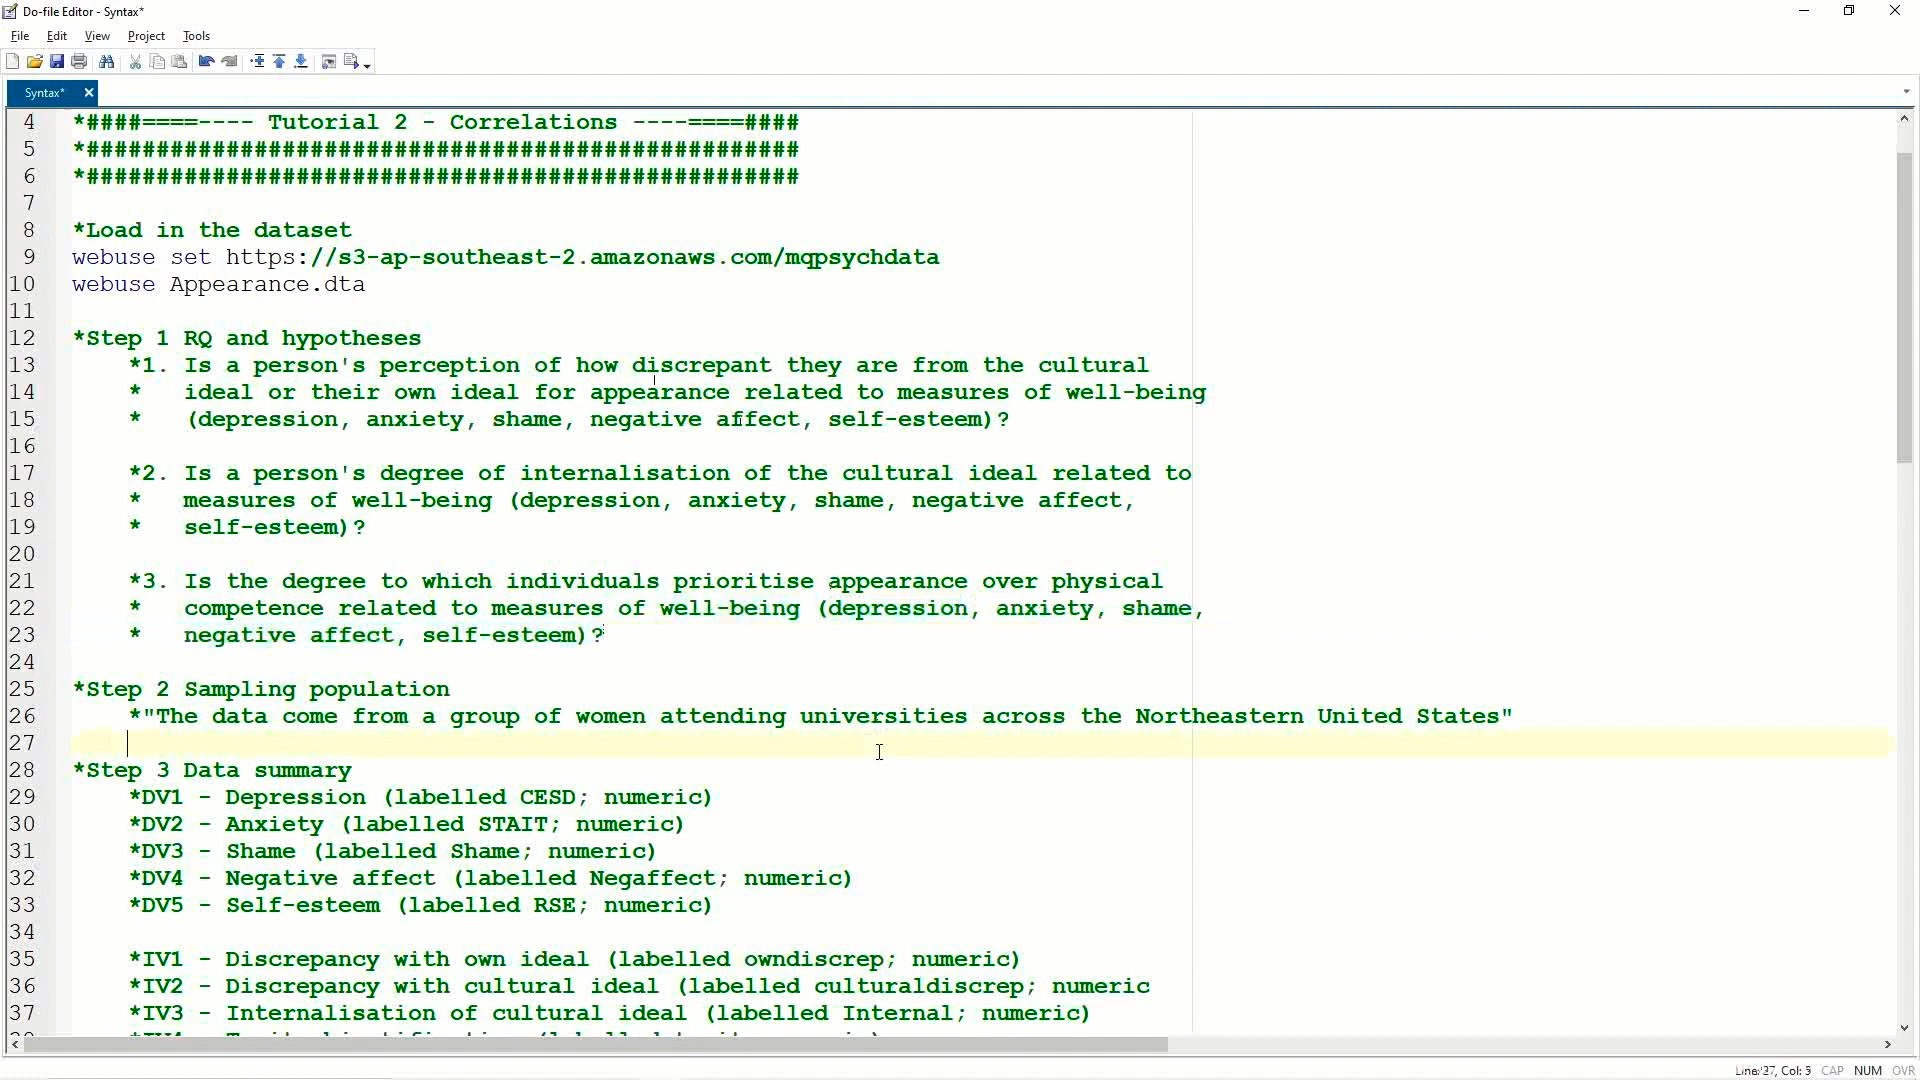 Do-file Editor - Syntax*
File Edit View Project Tools
Syntax*
4 *####====---- Tutorial 2 - Correlations ----====####
5 *###################################################
6 *###################################################
7
8 *Load in the dataset
9 webuse set https://s3-ap-southeast-2.amazonaws.com/mqpsychdata
10 webuse Appearance.dta
11
12 *Step 1 RQ and hypotheses
13 *1. Is a person's perception of how discrepant they are from the cultural
14 * ideal or their own ideal for appearance related to measures of well-being
15 * (depression, anxiety, shame, negative affect, self-esteem)?
16
17 *2. Is a person's degree of internalisation of the cultural ideal related to
18 * measures of well-being (depression, anxiety, shame, negative affect,
19 * self-esteem)?
20
21 *3. Is the degree to which individuals prioritise appearance over physical
22 * competence related to measures of well-being (depression, anxiety, shame,
23 * negative affect, self-esteem)?
24
25 *Step 2 Sampling population
26 *"The data come from a group of women attending universities across the Northeastern United States"
27
28 *Step 3 Data summary
29 *DV1 - Depression (labelled CESD; numeric)
30 *DV2 - Anxiety (labelled STAIT; numeric)
31 *DV3 - Shame (labelled Shame; numeric)
32 *DV4 - Negative affect (labelled Negaffect; numeric)
33 *DV5 - Self-esteem (labelled RSE; numeric)
34
35 *IV1 - Discrepancy with own ideal (labelled owndiscrep; numeric)
36 *IV2 - Discrepancy with cultural ideal (labelled culturaldiscrep; numeric
37 *IV3 - Internalisation of cultural ideal (labelled Internal; numeric)
Line: 27, Col: 5 CAP NUM OVR